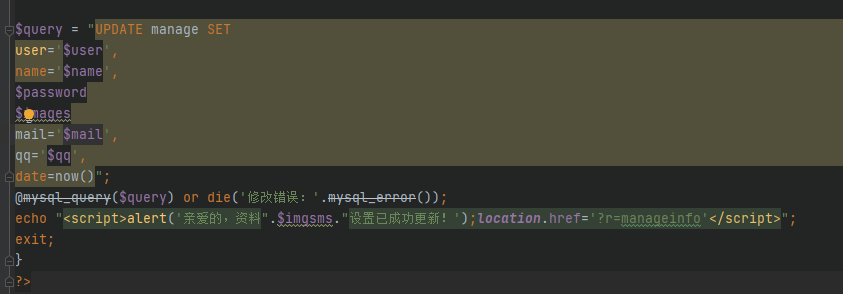 $query = "UPDATE manage SET
user='$user',
name='$name',
$password
$images
mail='$mail',
qq='$qq',
date=now()";
@mysql_query($query) or die('修改错误：'.mysql_error());
echo "<script>alert('亲爱的，资料".$imgsms."设置已成功更新！');location.href='?r=manageinfo'</script>";
exit;
}
?>